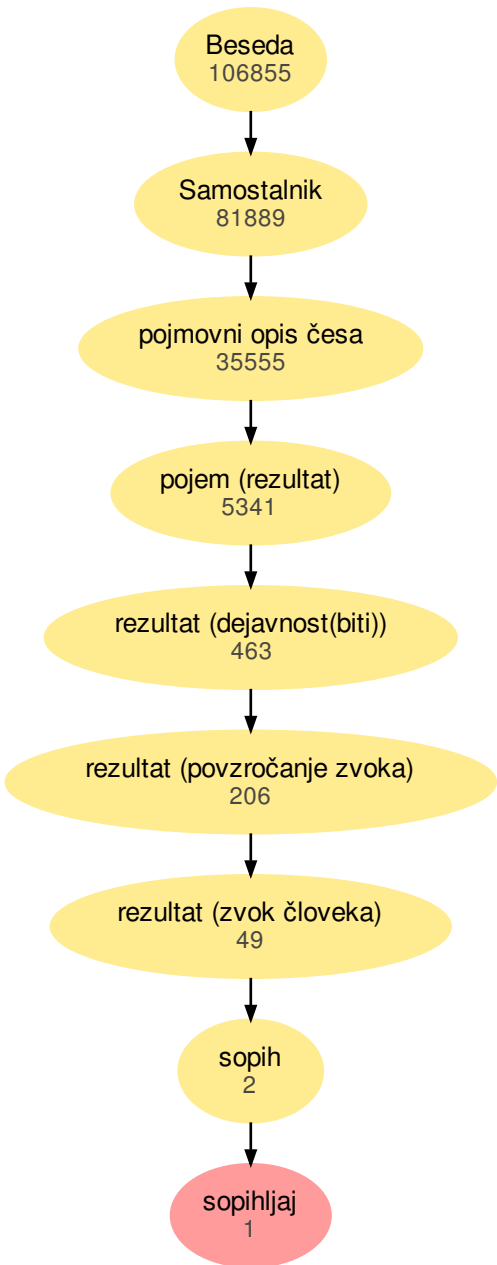 Beseda
106855
Samostalnik
81889
pojmovni opis česa
35555
pojem (rezultat)
5341
rezultat (dejavnost(biti))
463
rezultat (povzročanje zvoka)
206
rezultat (zvok človeka)
49
sopih
2
sopihljaj
1